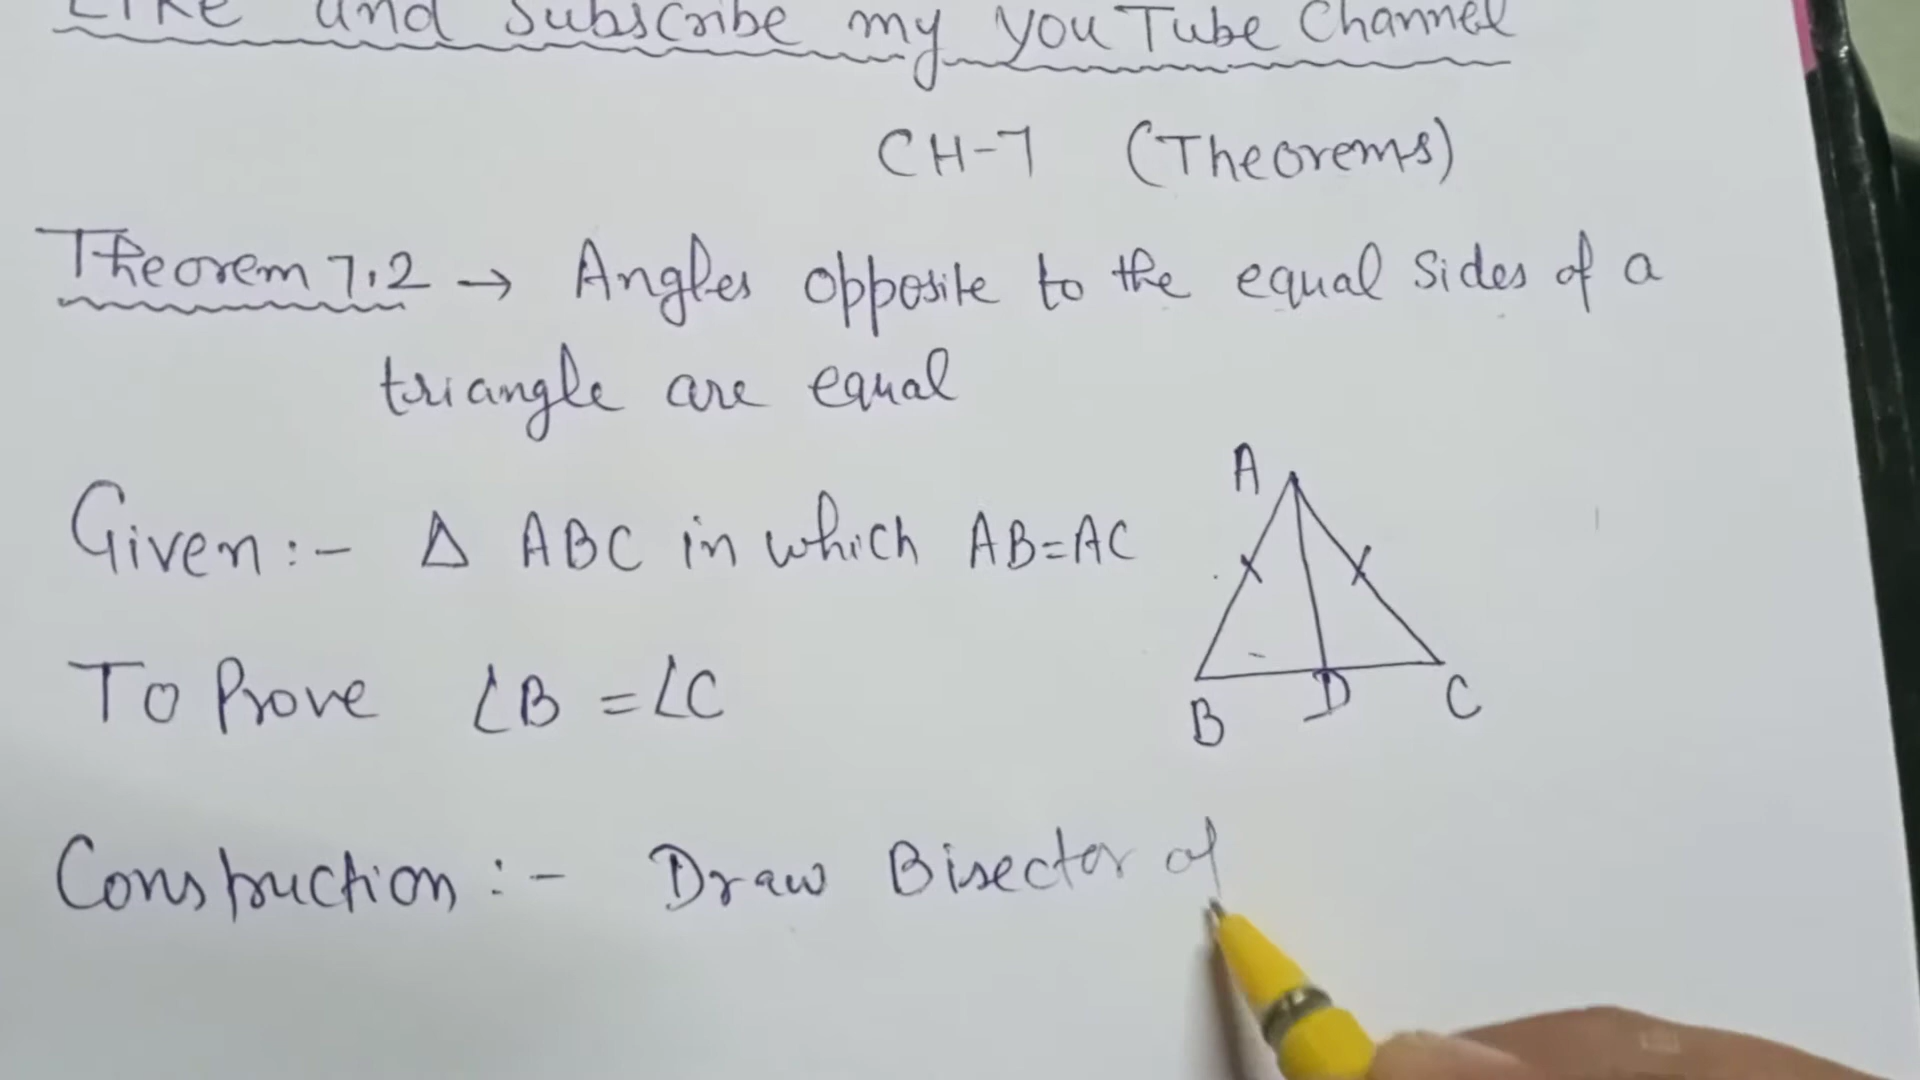 Like and Subscribe my YouTube Channel
CH-7 (Theorems)
Theorem 7.2 → Angles opposite to the equal sides of a
triangle are equal
Given:- Δ ABC in which AB=AC
To Prove ∠B = ∠C
Construction:- Draw Bisector of
A
B D C